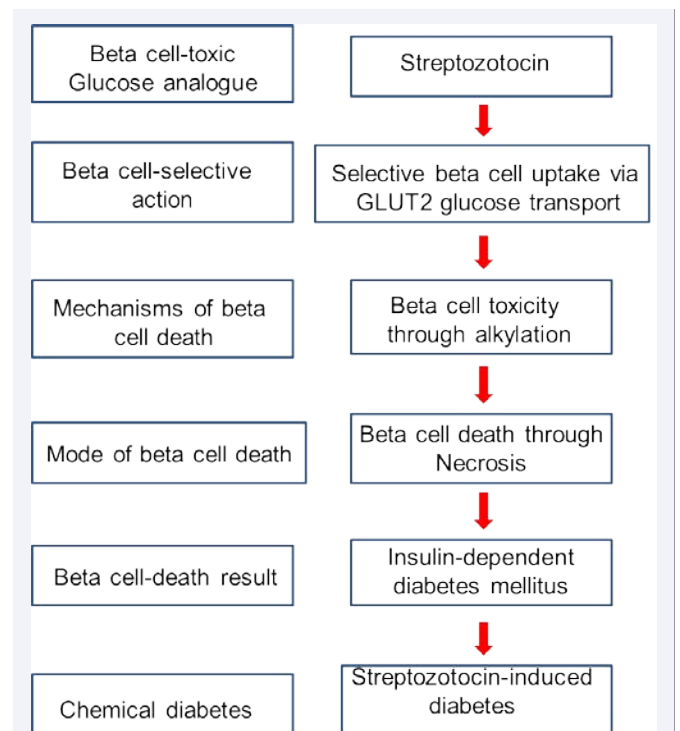 Beta cell-toxic
Glucose analogue
Streptozotocin
Beta cell-selective
action
Selective beta cell uptake via
GLUT2 glucose transport
Mechanisms of beta
cell death
Beta cell toxicity
through alkylation
Mode of beta cell death
Beta cell death through
Necrosis
Beta cell-death result
Insulin-dependent
diabetes mellitus
Chemical diabetes
Streptozotocin-induced
diabetes